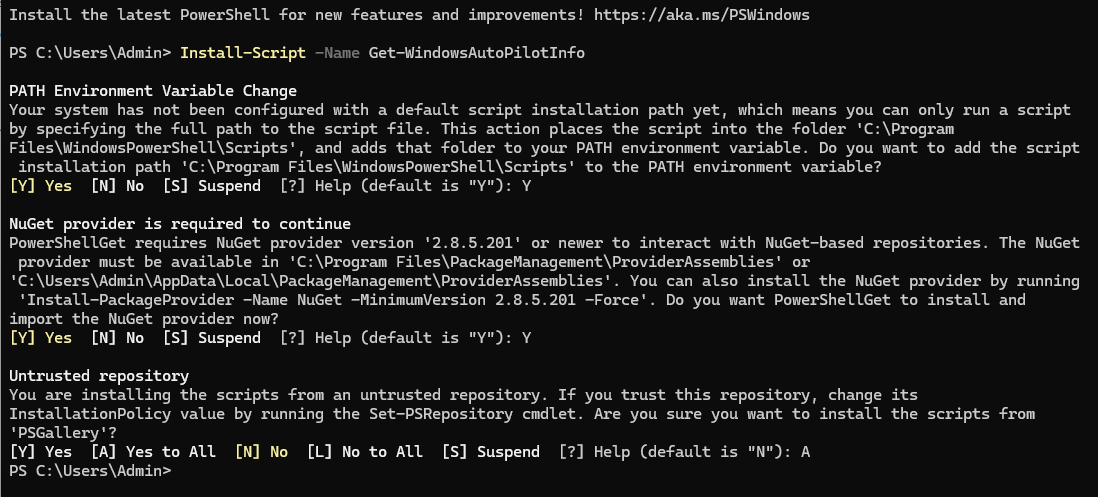 Install the latest PowerShell for new features and improvements! https://aka.ms/PSWindows
PS C:\Users\Admin> Install-Script -Name Get-WindowsAutoPilotInfo
PATH Environment Variable Change
Your system has not been configured with a default script installation path yet, which means you can only run a script
by specifying the full path to the script file. This action places the script into the folder 'C:\Program
Files\WindowsPowerShell\Scripts', and adds that folder to your PATH environment variable. Do you want to add the script
installation path 'C:\Program Files\WindowsPowerShell\Scripts' to the PATH environment variable?
[Y] Yes  [N] No  [S] Suspend  [?] Help (default is "Y"): Y
NuGet provider is required to continue
PowerShellGet requires NuGet provider version '2.8.5.201' or newer to interact with NuGet-based repositories. The NuGet
provider must be available in 'C:\Program Files\PackageManagement\ProviderAssemblies' or
'C:\Users\Admin\AppData\Local\PackageManagement\ProviderAssemblies'. You can also install the NuGet provider by running
'Install-PackageProvider -Name NuGet -MinimumVersion 2.8.5.201 -Force'. Do you want PowerShellGet to install and
import the NuGet provider now?
[Y] Yes  [N] No  [S] Suspend  [?] Help (default is "Y"): Y
Untrusted repository
You are installing the scripts from an untrusted repository. If you trust this repository, change its
InstallationPolicy value by running the Set-PSRepository cmdlet. Are you sure you want to install the scripts from
'PSGallery'?
[Y] Yes  [A] Yes to All  [N] No  [L] No to All  [S] Suspend  [?] Help (default is "N"): A
PS C:\Users\Admin>